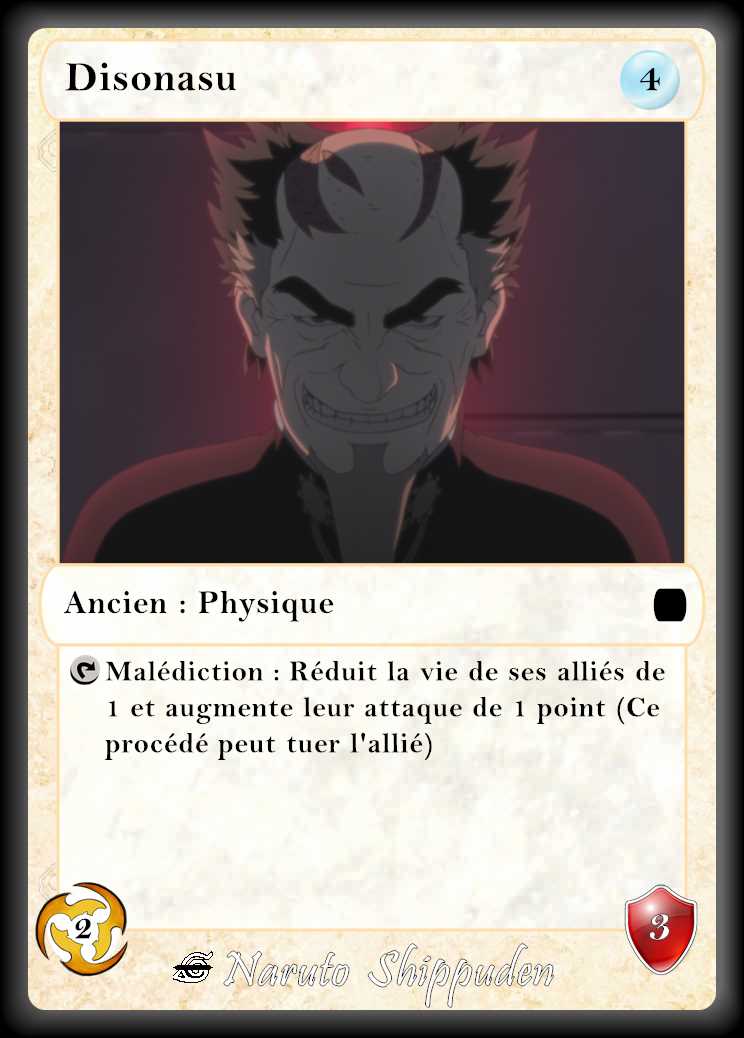 Disonasu
4
Ancien : Physique
Malédiction : Réduit la vie de ses alliés de
1 et augmente leur attaque de 1 point (Ce
procédé peut tuer l'allié)
2
3
Naruto Shippuden